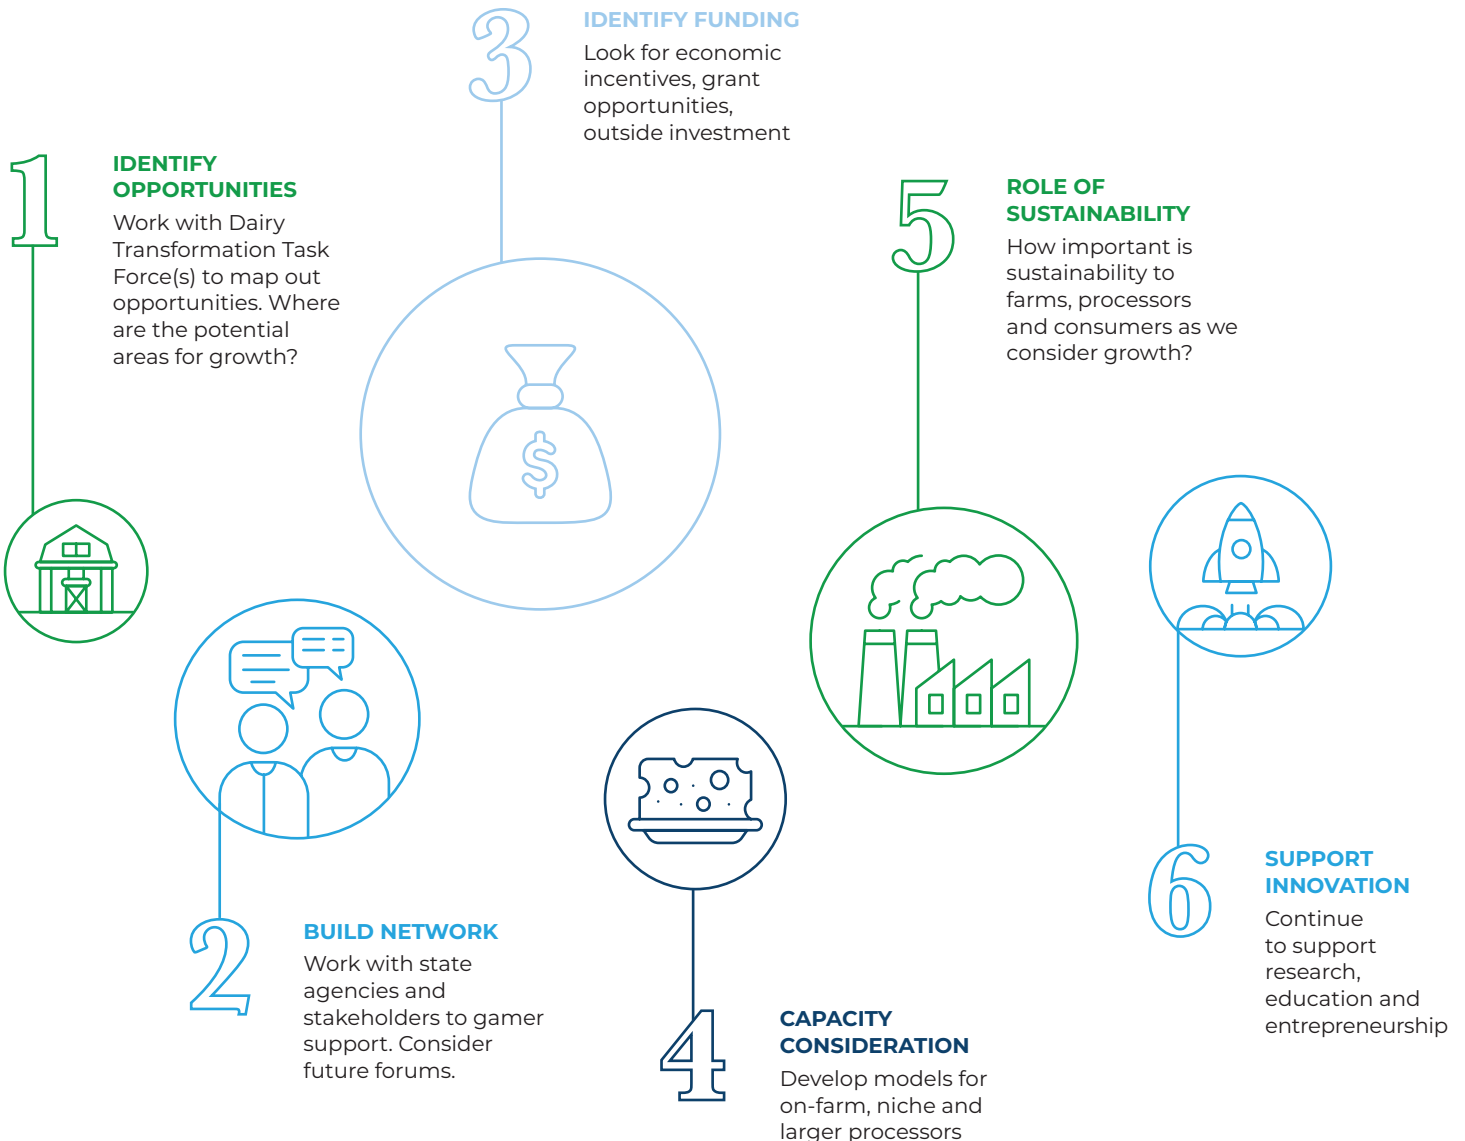 1
IDENTIFY
OPPORTUNITIES
Work with Dairy
Transformation Task
Force(s) to map out
opportunities. Where
are the potential
areas for growth?
2
BUILD NETWORK
Work with state
agencies and
stakeholders to gamer
support. Consider
future forums.
3
IDENTIFY FUNDING
Look for economic
incentives, grant
opportunities,
outside investment
$
4
CAPACITY
CONSIDERATION
Develop models for
on-farm, niche and
larger processors
5
ROLE OF
SUSTAINABILITY
How important is
sustainability to
farms, processors
and consumers as we
consider growth?
6
SUPPORT
INNOVATION
Continue
to support
research,
education and
entrepreneurship